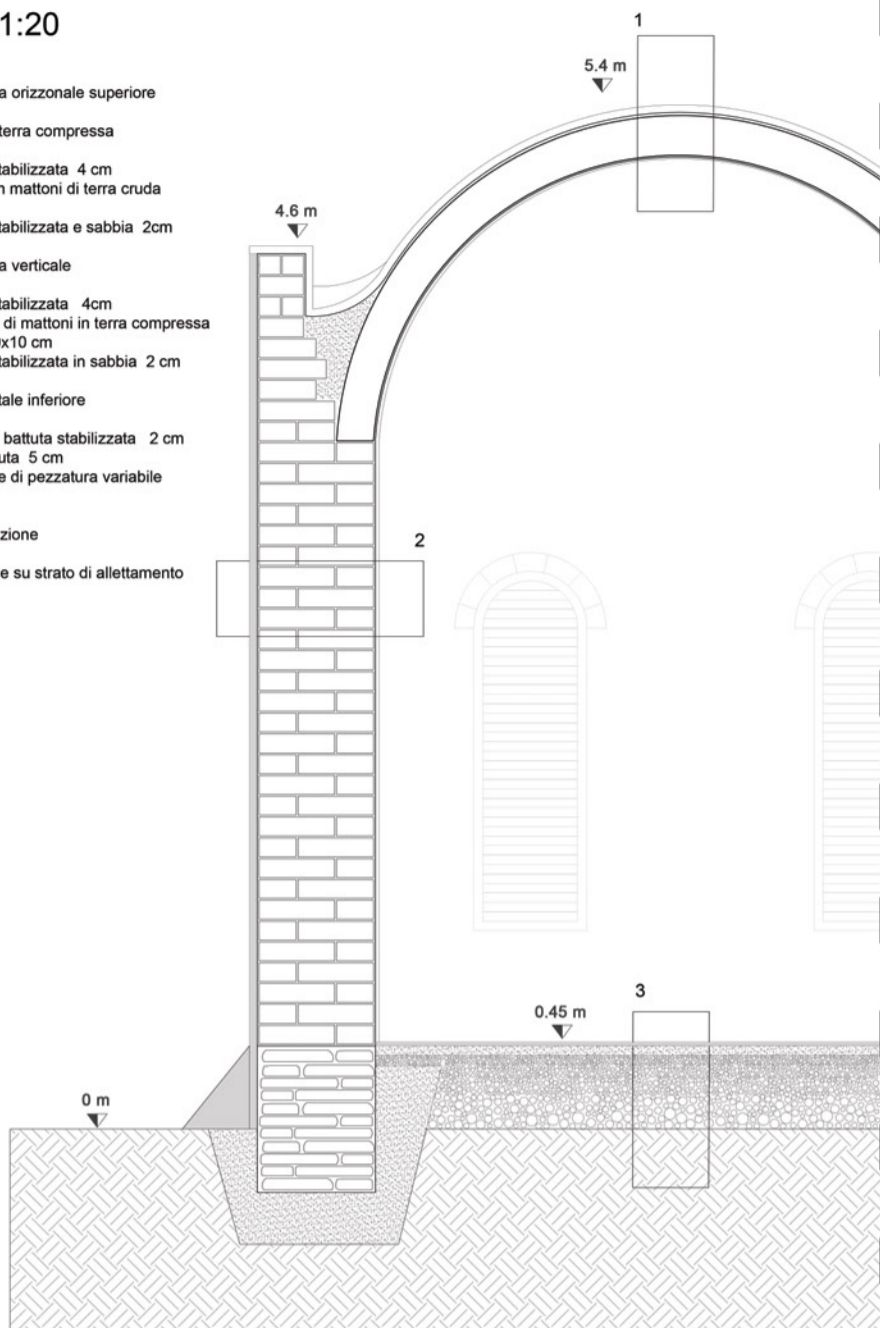 1:20
a orizzonale superiore
terra compressa
tabilizzata 4 cm
n mattoni di terra cruda
tabilizzata e sabbia 2cm
a verticale
tabilizzata 4cm
di mattoni in terra compressa
x10 cm
tabilizzata in sabbia 2 cm
tale inferiore
battuta stabilizzata 2 cm
uta 5 cm
e di pezzatura variabile
zione
e su strato di allettamento
1
5.4 m
4.6 m
2
3
0.45 m
0 m